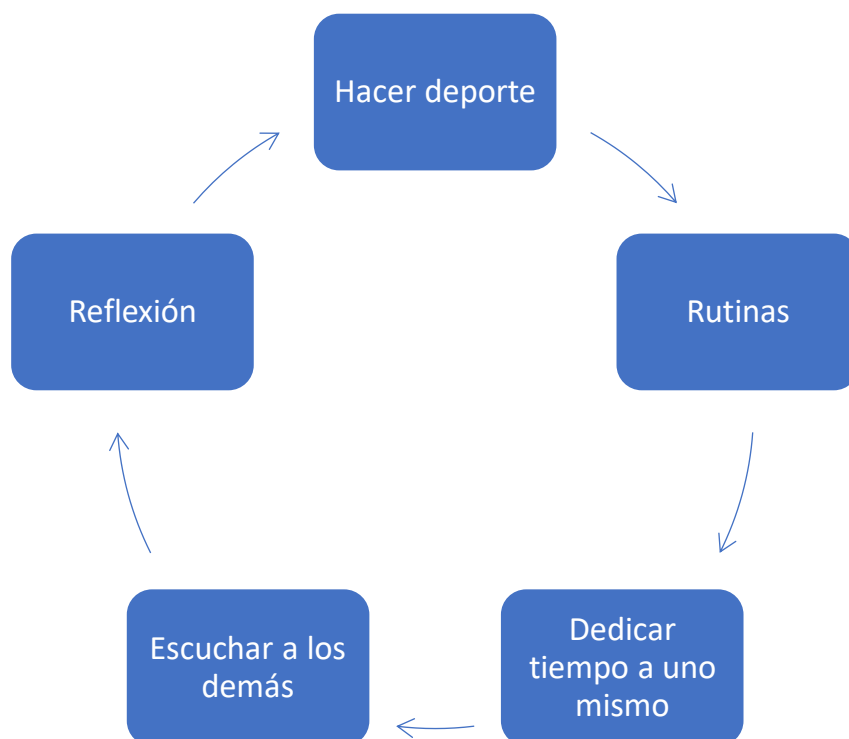 Hacer deporte
Rutinas
Dedicar
tiempo a uno
mismo
Escuchar a los
demás
Reflexión